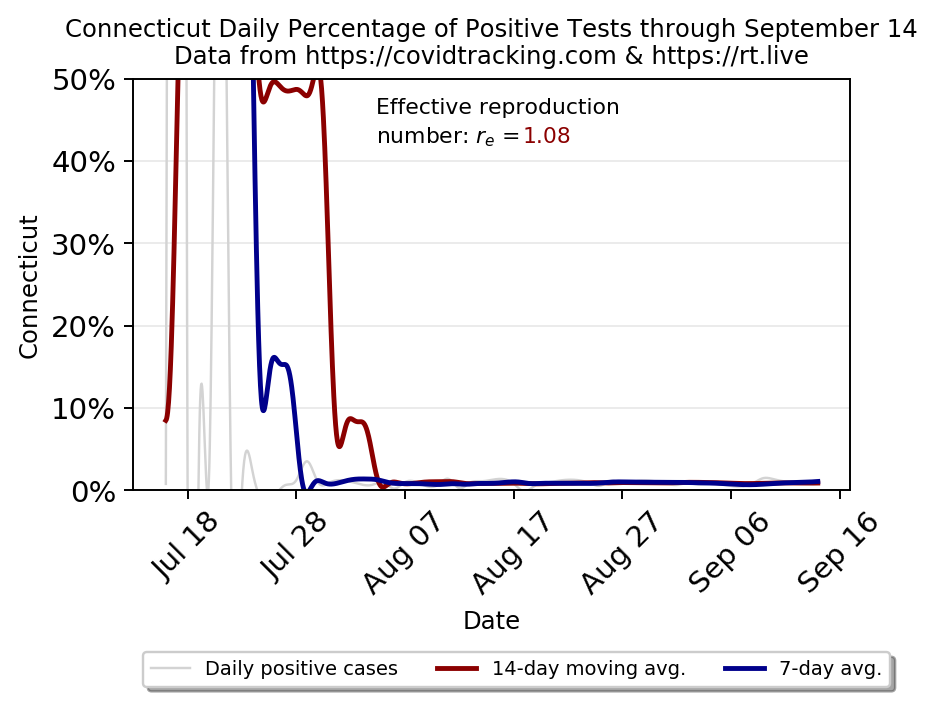 Connecticut Daily Percentage of Positive Tests through September 14
Data from https://covidtracking.com & https://rt.live
50%
Effective reproduction
number: rₑ =1.08
40%
30%
20%
10%
0%
Connecticut
Jul 18
Jul 28
Aug 07
Aug 17
Aug 27
Sep 06
Sep 16
Date
Daily positive cases
14-day moving avg.
7-day avg.